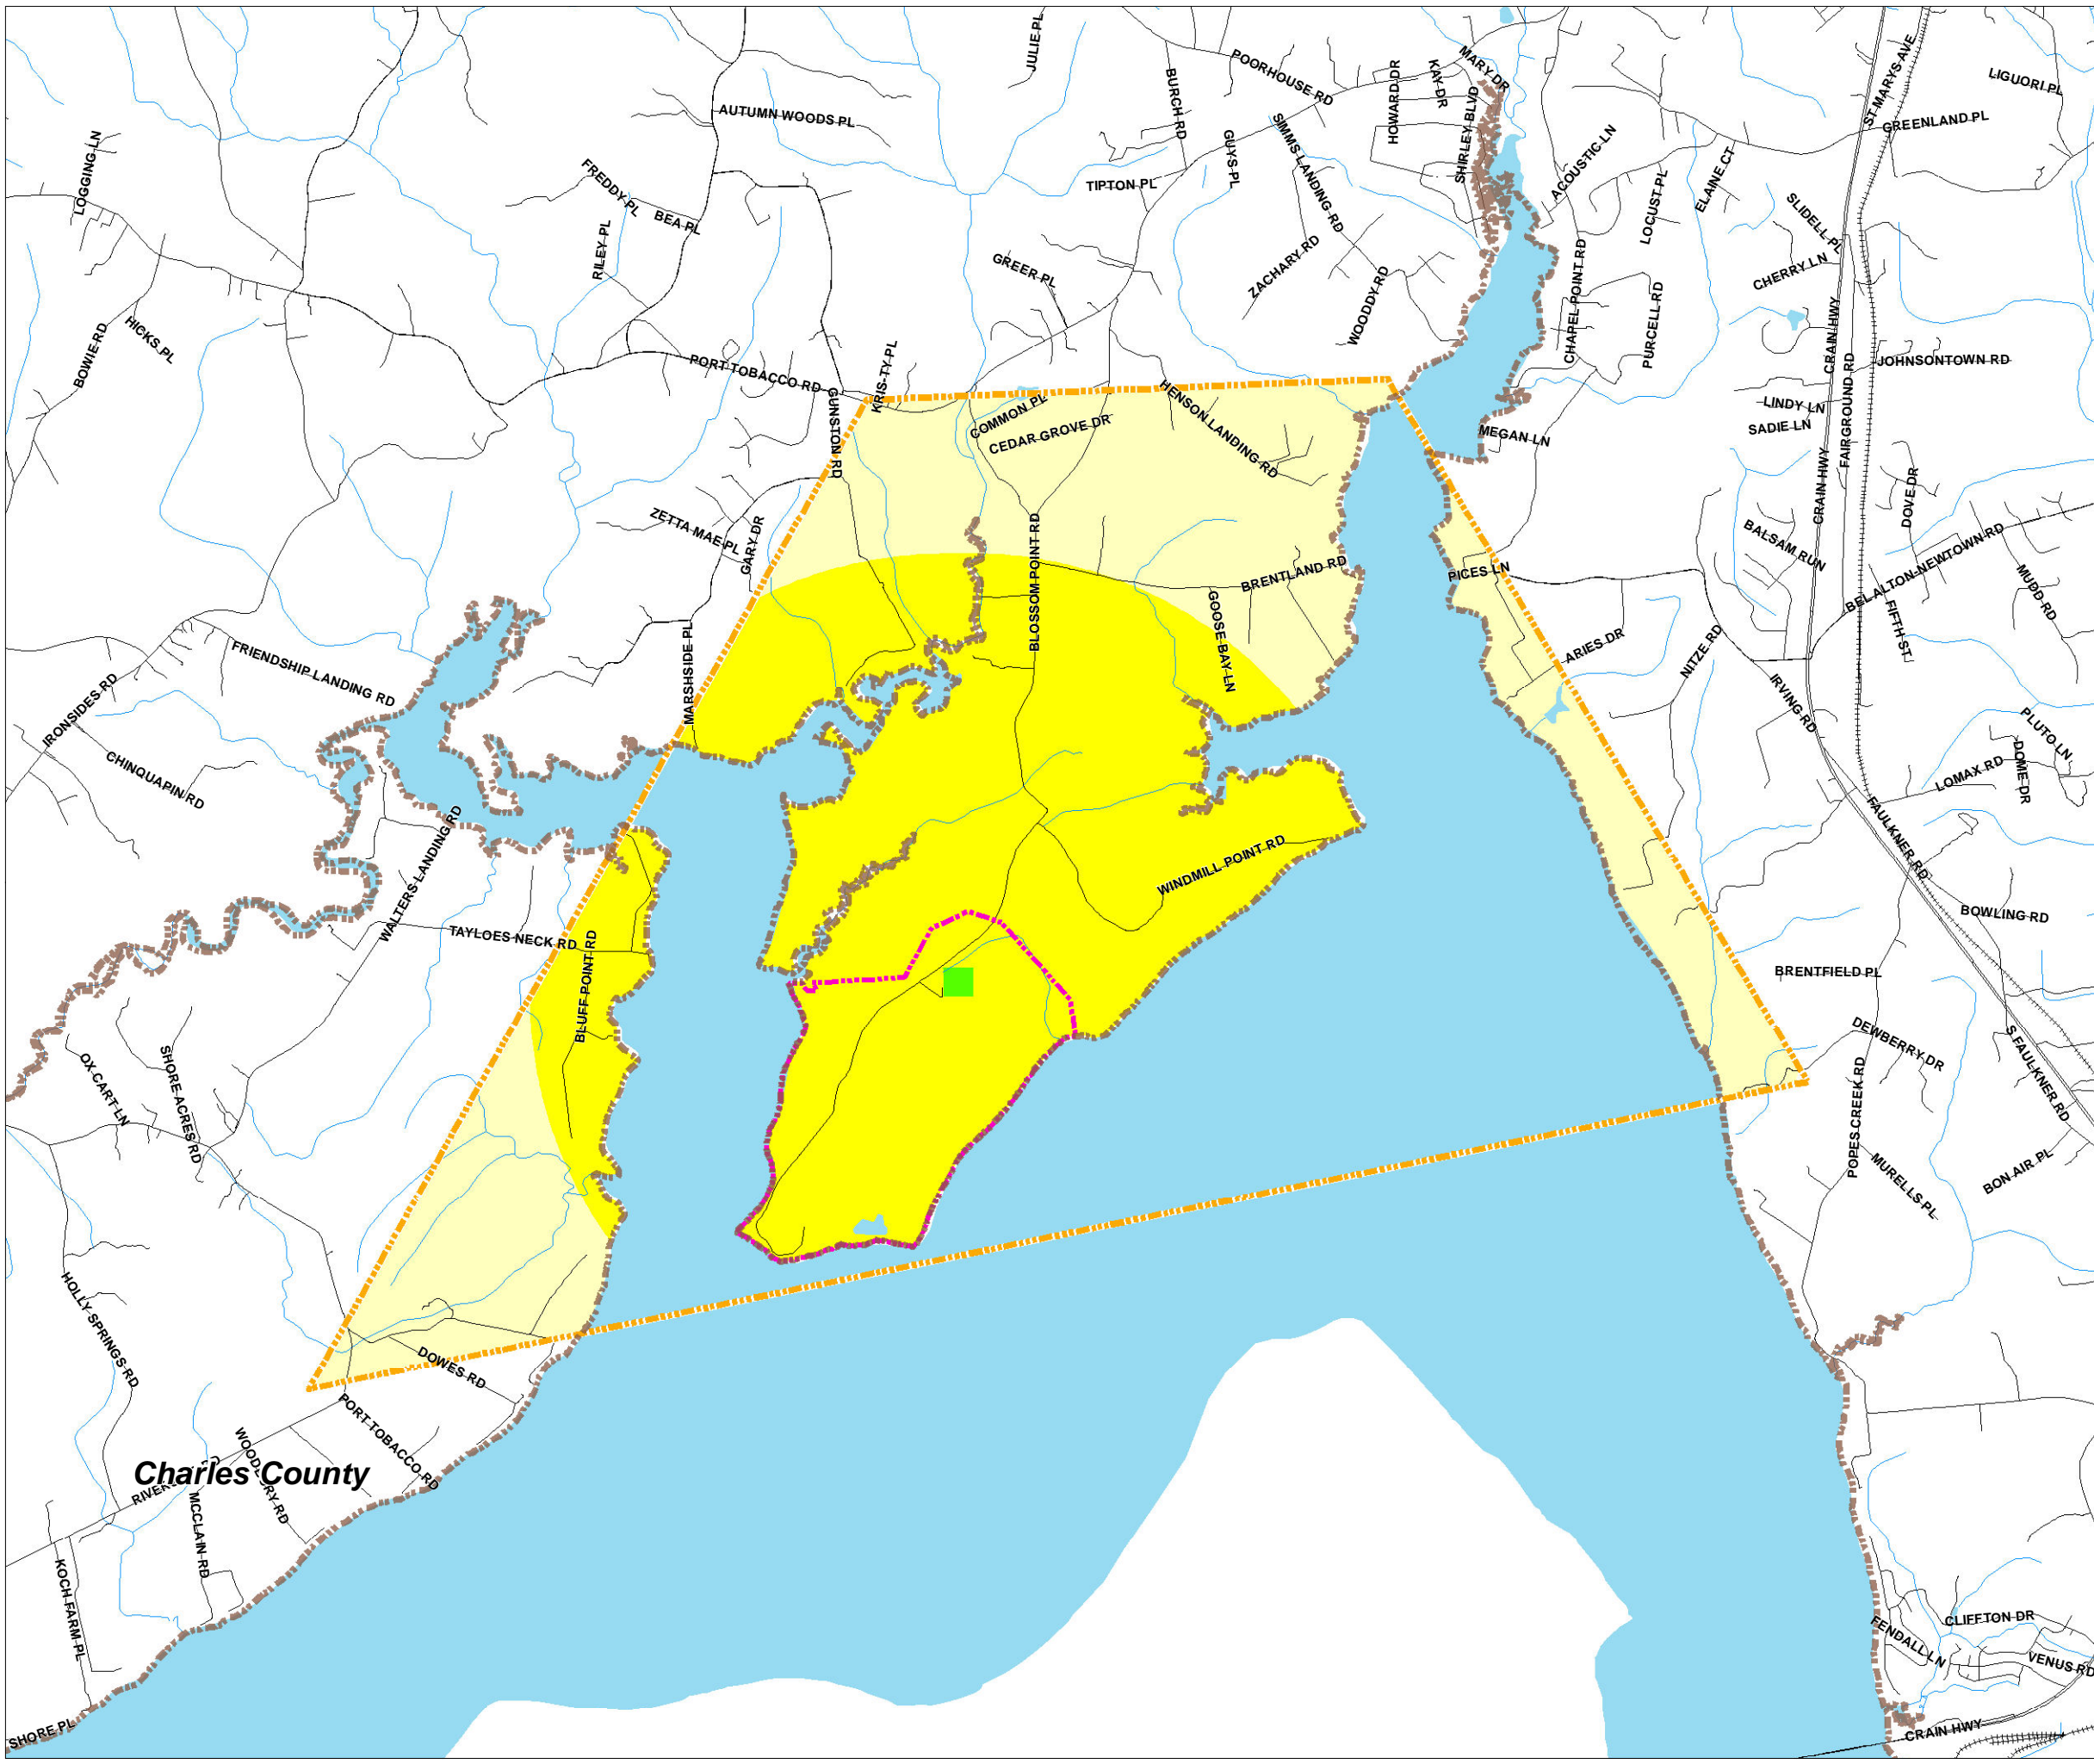 JULIE PL
POORHOUSE RD
MARY DR
KAY DR
HOWARD DR
SHIRLEY BLVD
BURCH RD
ST MARYS AVE
LIGUORI PL
GREENLAND PL
AUTUMN WOODS PL
LOGGING LN
FREDDY PL
BEA PL
RILEY PL
TIPTON PL
GUYS PL
SIMMS LANDING RD
ACOUSTIC LN
LOCUST PL
ELAINE CT
SLIDELL PL
CHERRY LN
ZACHARY RD
WOODY RD
CHAPEL POINT RD
PURCELL RD
GREER PL
BOWIE RD
HICKS PL
PORT TOBACCO RD
KRIS-TY PL
GUNSTON RD
COMMON PL
CEDAR GROVE DR
HENSON LANDING RD
MEGAN LN
CRAIN HWY
FAIRGROUND RD
JOHNSONTOWN RD
LINDY LN
SADIE LN
CRAIN HWY
DOVE DR
BALSAM RUN
BEL ALTON NEWTOWN RD
MUDD RD
FIFTH ST
ZETTA MAE PL
GARY DR
BLOSSOM POINT RD
BRENTLAND RD
GOOSE BAY LN
PICES LN
ARIES DR
NITZE RD
IRVING RD
MARSHSIDE PL
FRIENDSHIP LANDING RD
IRONSIDES RD
CHINQUAPIN RD
PLUTO LN
DOME DR
LOMAX RD
FAULKNER RD
WALTERS LANDING RD
WINDMILL POINT RD
TAYLOES NECK RD
BLUFF POINT RD
BOWLING RD
BRENTFIELD PL
DEWBERRY DR
S FAULKNER RD
POPES CREEK RD
OX CART LN
SHORE ACRES RD
MURELLS PL
BON AIR PL
HOLLY SPRINGS RD
DOWES RD
PORT TOBACCO RD
Charles County
MCCLAIN RD
KOCH FARM PL
SHORE PL
CLIFFTON DR
FENDALL LN
VENUS RD
CRAIN HWY